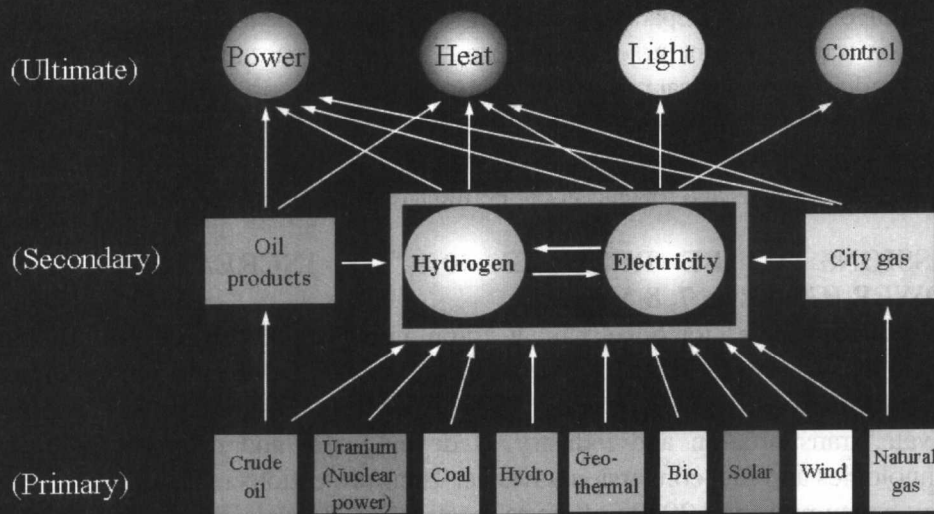 (Ultimate)
Power
Heat
Light
Control
(Secondary)
Oil
products
Hydrogen
Electricity
City gas
(Primary)
Crude
oil
Uranium
(Nuclear
power)
Coal
Hydro
Geo-
thermal
Bio
Solar
Wind
Natural
gas